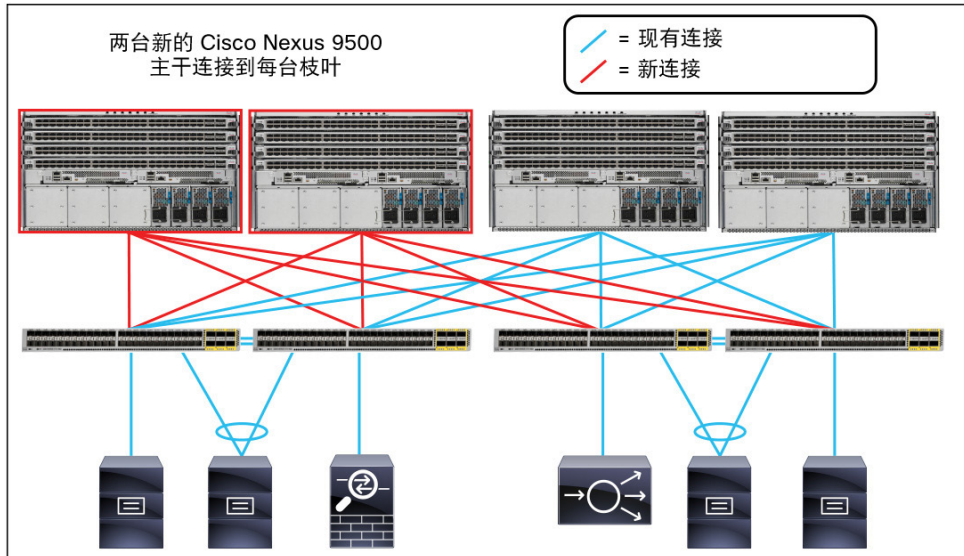 两台新的 Cisco Nexus 9500
主干连接到每台枝叶
= 现有连接
= 新连接